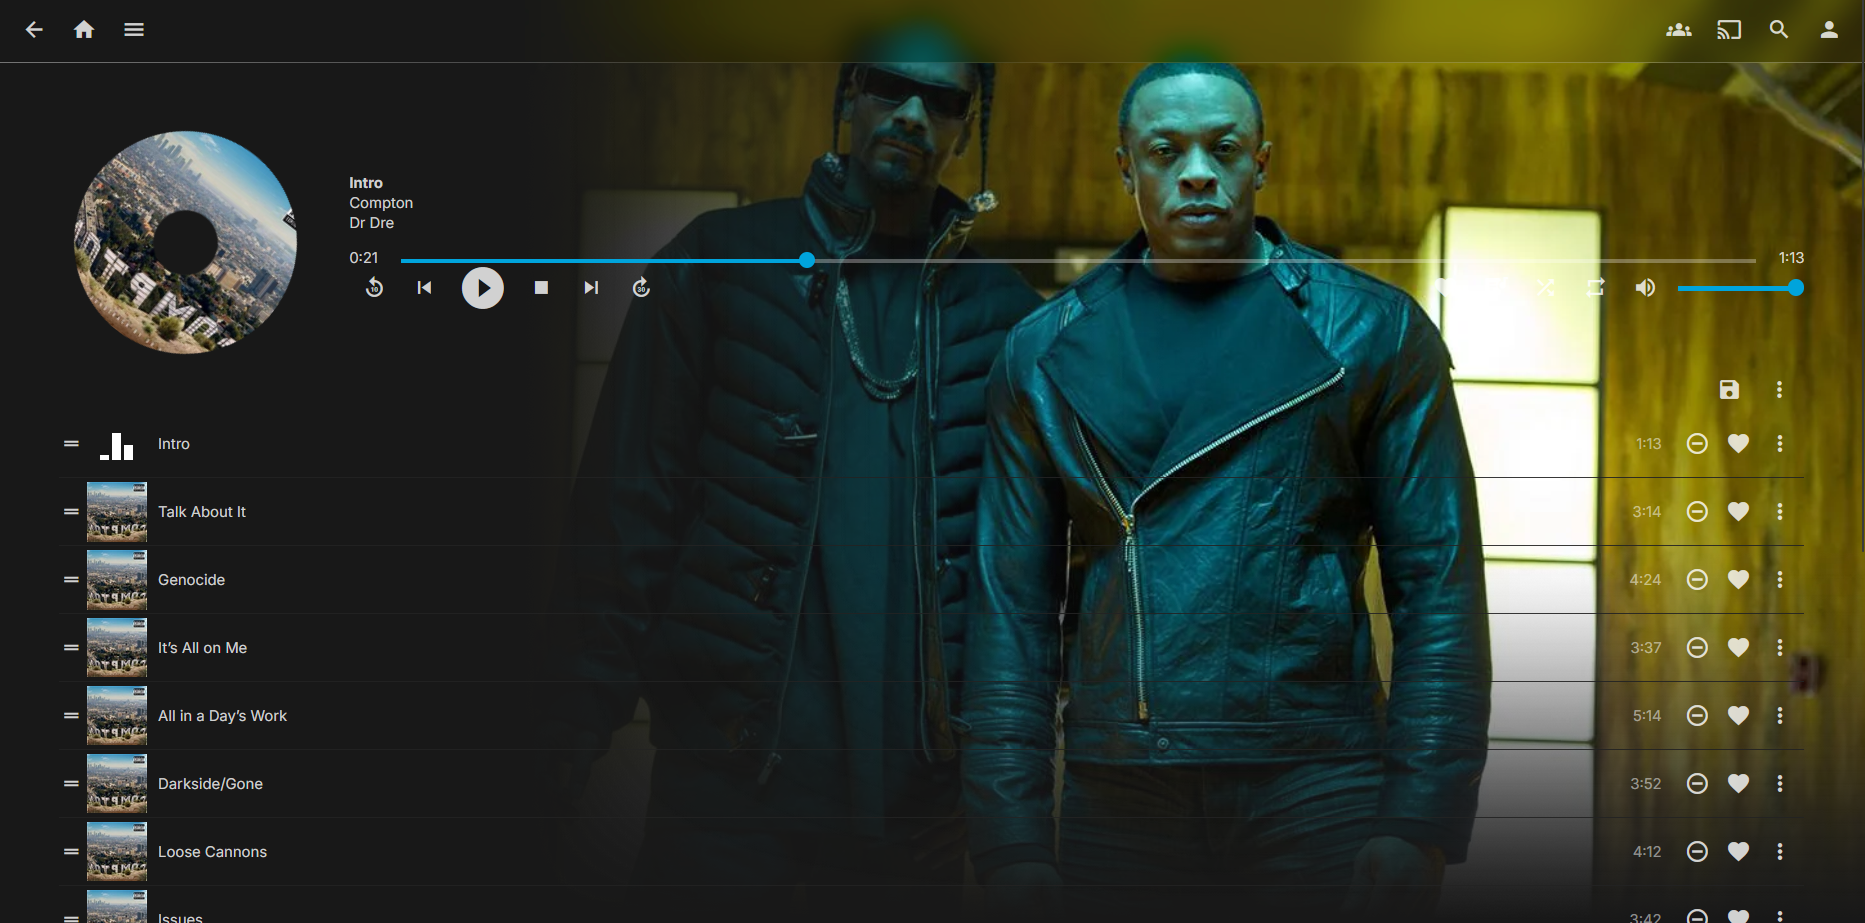 Intro
Compton
Dr Dre
0:21
1:13
10
30
Intro
1:13
Talk About It
3:14
Genocide
4:24
It's All on Me
3:37
All in a Day's Work
5:14
Darkside/Gone
3:52
Loose Cannons
4:12
Issues
3:42